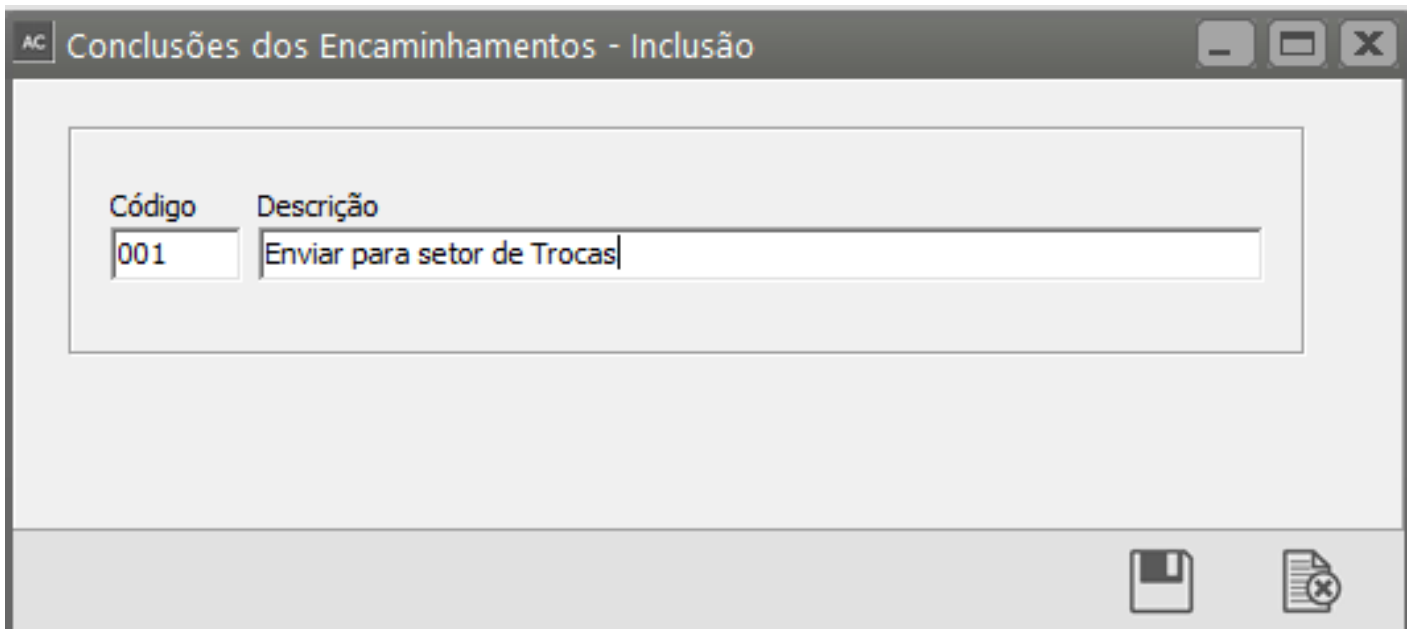 AC Conclusões dos Encaminhamentos - Inclusão
Código Descrição
001 Enviar para setor de Trocas